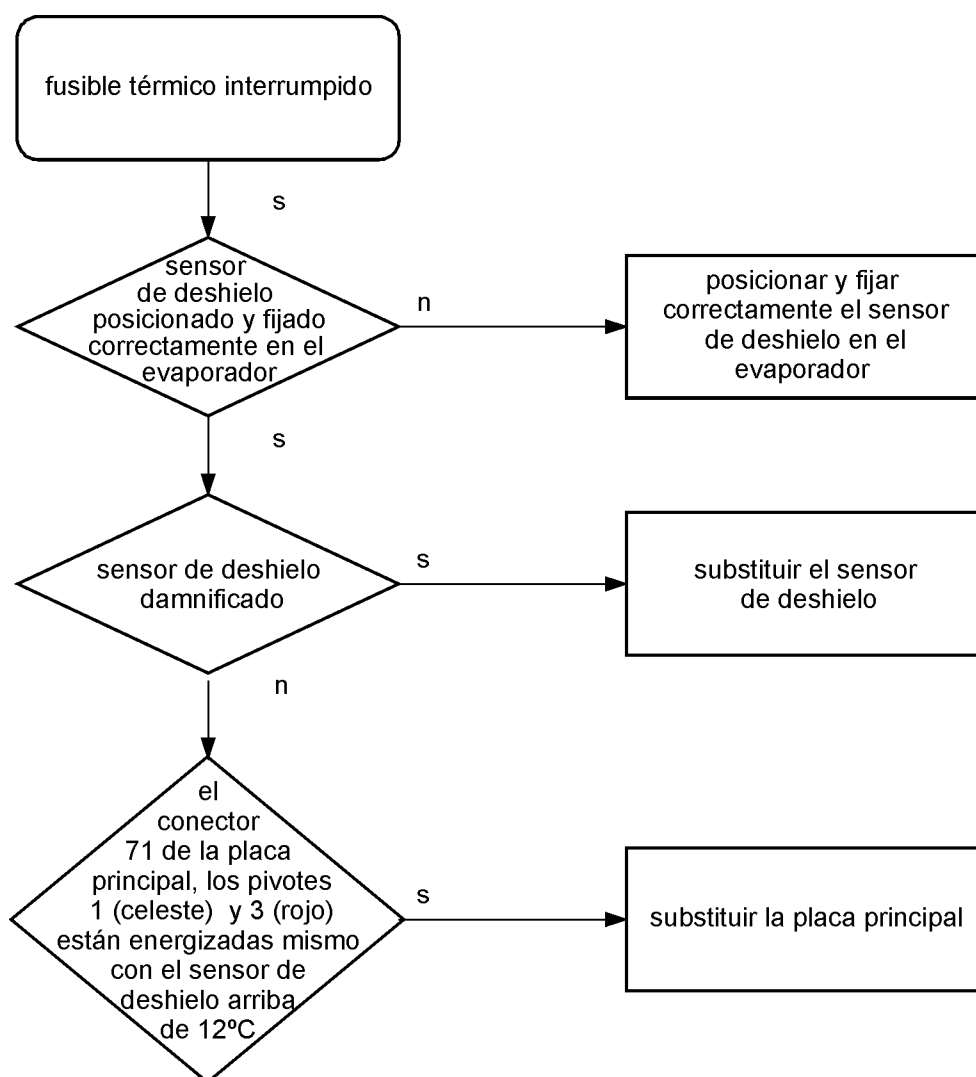 fusible térmico interrumpido
s
sensor
de deshielo
posicionado y fijado
correctamente en el
evaporador
n
posicionar y fijar
correctamente el sensor
de deshielo en el
evaporador
s
sensor de deshielo
damnificado
s
substituir el sensor
de deshielo
n
el
conector
71 de la placa
principal, los pivotes
1 (celeste) y 3 (rojo)
están energizadas mismo
con el sensor de
deshielo arriba
de 12ºC
s
substituir la placa principal